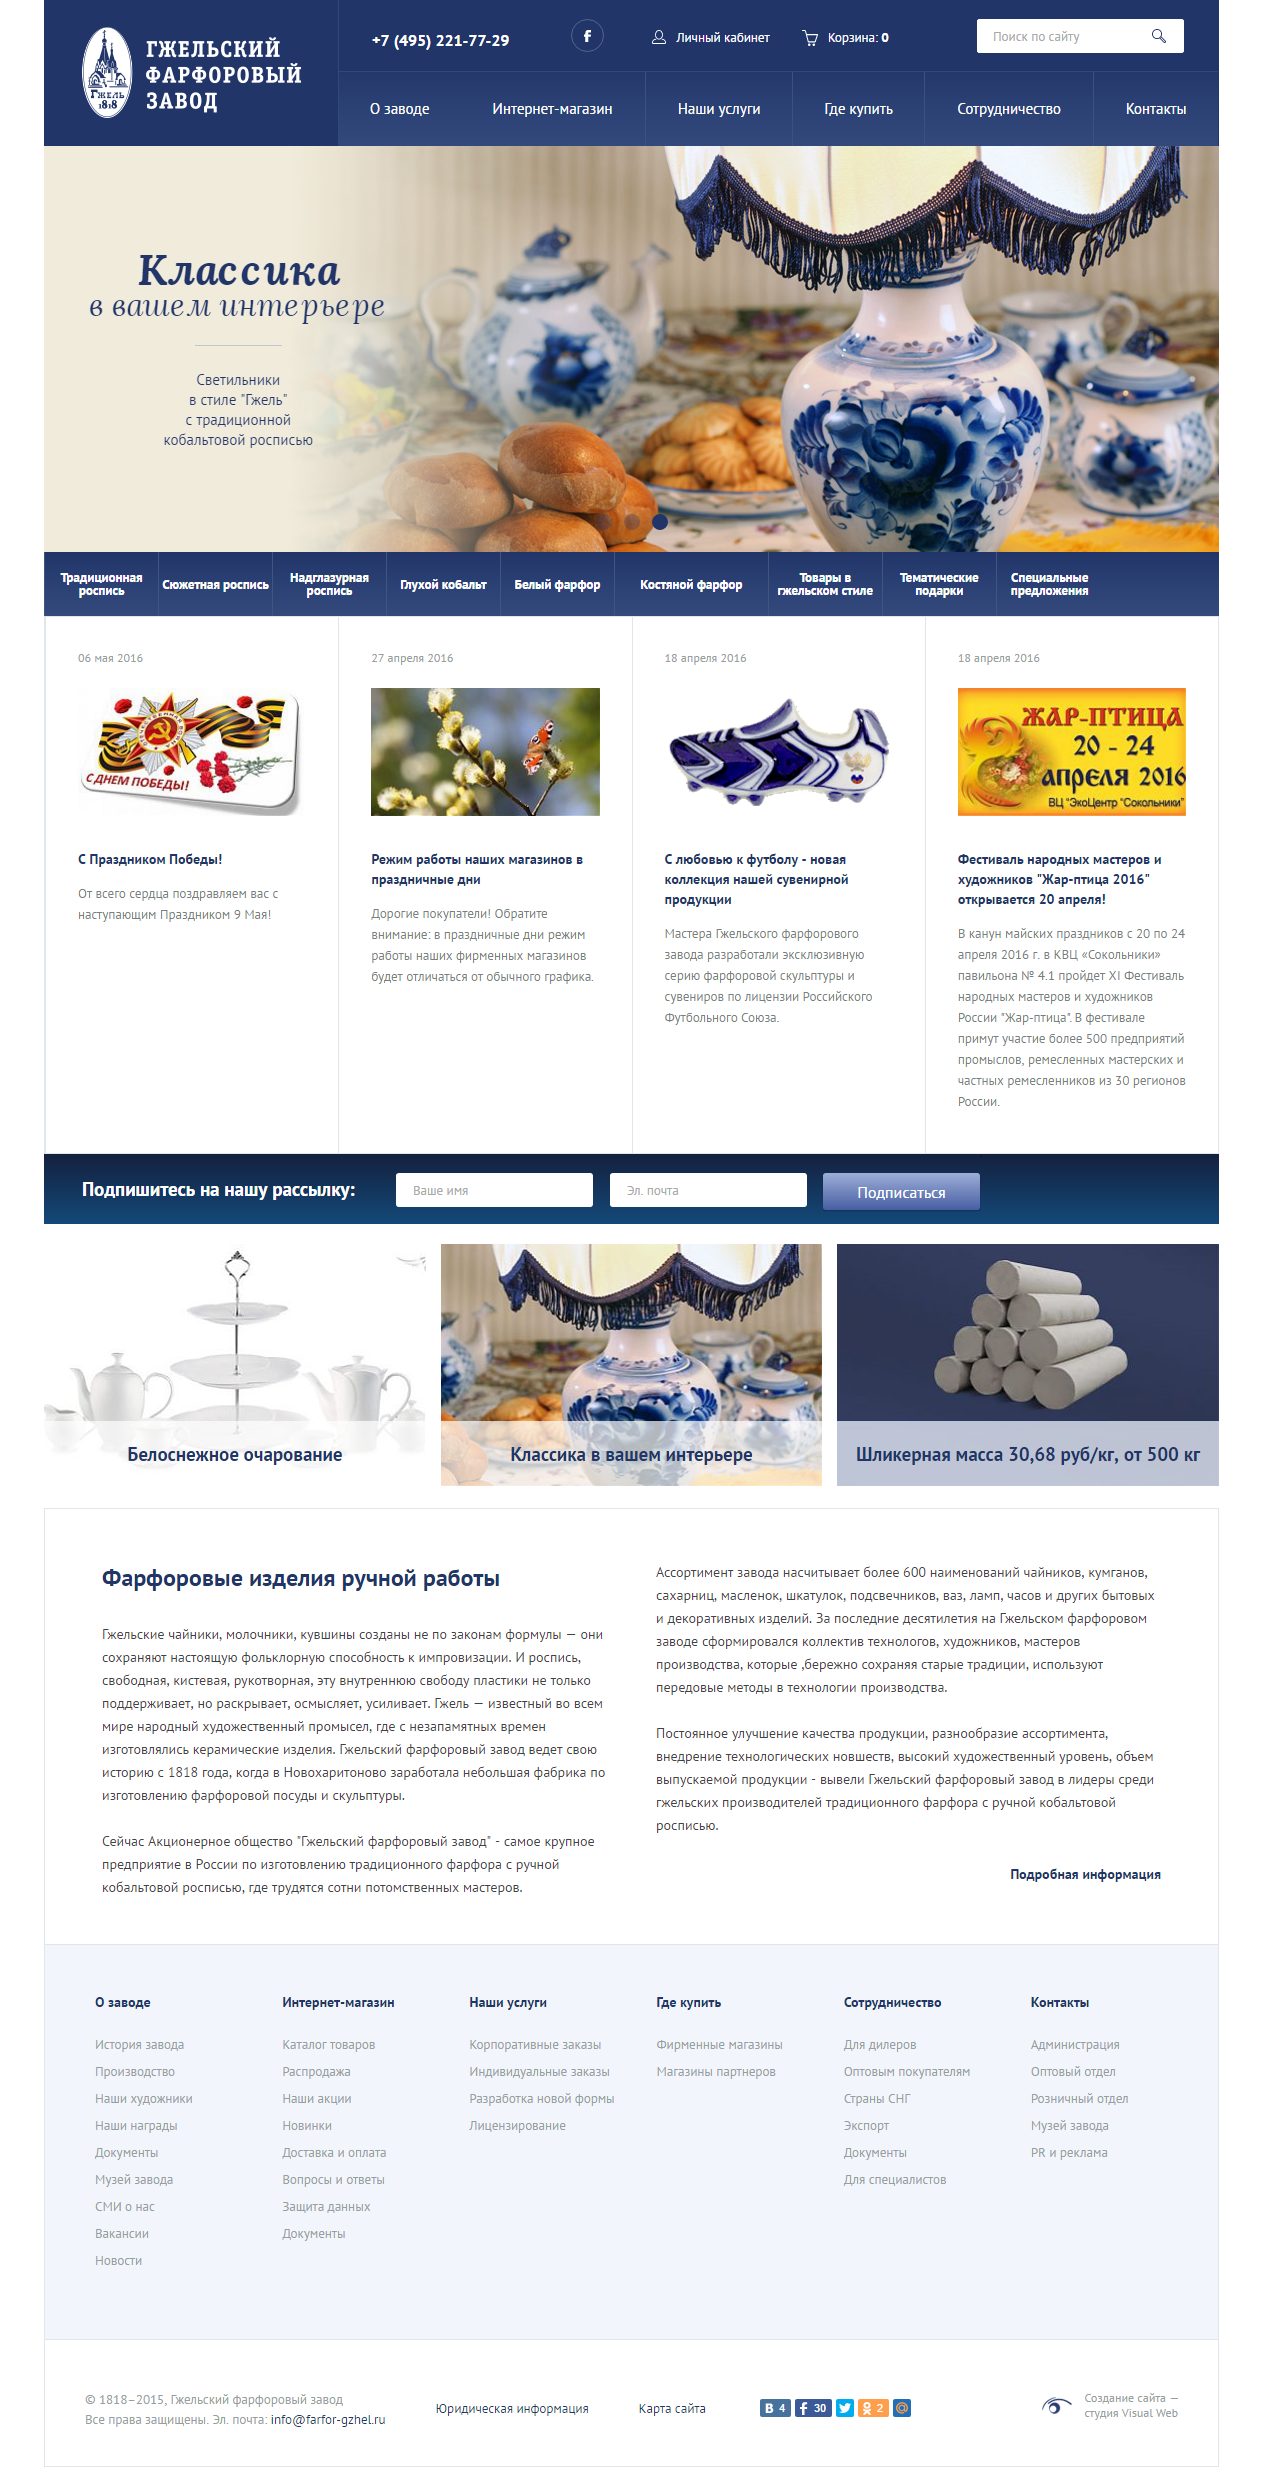 ГЖЕЛЬСКИЙ
ФАРФОРОВЫЙ
ЗАВОД
Гжель
1818
+7 (495) 221-77-29
Личный кабинет
Корзина: 0
Поиск по сайту
О заводе
Интернет-магазин
Наши услуги
Где купить
Сотрудничество
Контакты
Классика
в вашем интерьере
Светильники
в стиле "Гжель"
с традиционной
кобальтовой росписью
Традиционная
роспись
Сюжетная роспись
Надглазурная
роспись
Глухой кобальт
Белый фарфор
Костяной фарфор
Товары в
гжельском стиле
Тематические
подарки
Специальные
предложения
06 мая 2016
С ДНЕМ ПОБЕДЫ!
С Праздником Победы!
От всего сердца поздравляем вас с
наступающим Праздником 9 Мая!
27 апреля 2016
Режим работы наших магазинов в
праздничные дни
Дорогие покупатели! Обратите
внимание: в праздничные дни режим
работы наших фирменных магазинов
будет отличаться от обычного графика.
18 апреля 2016
С любовью к футболу - новая
коллекция нашей сувенирной
продукции
Мастера Гжельского фарфорового
завода разработали эксклюзивную
серию фарфоровой скульптуры и
сувениров по лицензии Российского
Футбольного Союза.
18 апреля 2016
ЖАР-ПТИЦА
20 - 24
апреля 2016
ВЦ "ЭкоЦентр "Сокольники"
Фестиваль народных мастеров и
художников "Жар-птица 2016"
открывается 20 апреля!
В канун майских праздников с 20 по 24
апреля 2016 г. в КВЦ «Сокольники»
павильона № 4.1 пройдет XI Фестиваль
народных мастеров и художников
России "Жар-птица". В фестивале
примут участие более 500 предприятий
промыслов, ремесленных мастерских и
частных ремесленников из 30 регионов
России.
Подпишитесь на нашу рассылку:
Ваше имя
Эл. почта
Подписаться
Белоснежное очарование
Классика в вашем интерьере
Шликерная масса 30,68 руб/кг, от 500 кг
Фарфоровые изделия ручной работы
Гжельские чайники, молочники, кувшины созданы не по законам формулы — они
сохраняют настоящую фольклорную способность к импровизации. И роспись,
свободная, кистевая, рукотворная, эту внутреннюю свободу пластики не только
поддерживает, но раскрывает, осмысляет, усиливает. Гжель — известный во всем
мире народный художественный промысел, где с незапамятных времен
изготовлялись керамические изделия. Гжельский фарфоровый завод ведет свою
историю с 1818 года, когда в Новохаритоново заработала небольшая фабрика по
изготовлению фарфоровой посуды и скульптуры.
Сейчас Акционерное общество "Гжельский фарфоровый завод" - самое крупное
предприятие в России по изготовлению традиционного фарфора с ручной
кобальтовой росписью, где трудятся сотни потомственных мастеров.
Ассортимент завода насчитывает более 600 наименований чайников, кумганов,
сахарниц, масленок, шкатулок, подсвечников, ваз, ламп, часов и других бытовых
и декоративных изделий. За последние десятилетия на Гжельском фарфоровом
заводе сформировался коллектив технологов, художников, мастеров
производства, которые ,бережно сохраняя старые традиции, используют
передовые методы в технологии производства.
Постоянное улучшение качества продукции, разнообразие ассортимента,
внедрение технологических новшеств, высокий художественный уровень, объем
выпускаемой продукции - вывели Гжельский фарфоровый завод в лидеры среди
гжельских производителей традиционного фарфора с ручной кобальтовой
росписью.
Подробная информация
О заводе
История завода
Производство
Наши художники
Наши награды
Документы
Музей завода
СМИ о нас
Вакансии
Новости
Интернет-магазин
Каталог товаров
Распродажа
Наши акции
Новинки
Доставка и оплата
Вопросы и ответы
Защита данных
Документы
Наши услуги
Корпоративные заказы
Индивидуальные заказы
Разработка новой формы
Лицензирование
Где купить
Фирменные магазины
Магазины партнеров
Сотрудничество
Для дилеров
Оптовым покупателям
Страны СНГ
Экспорт
Документы
Для специалистов
Контакты
Администрация
Оптовый отдел
Розничный отдел
Музей завода
PR и реклама
© 1818–2015, Гжельский фарфоровый завод
Все права защищены. Эл. почта: info@farfor-gzhel.ru
Юридическая информация
Карта сайта
4
30
2
Создание сайта —
студия Visual Web